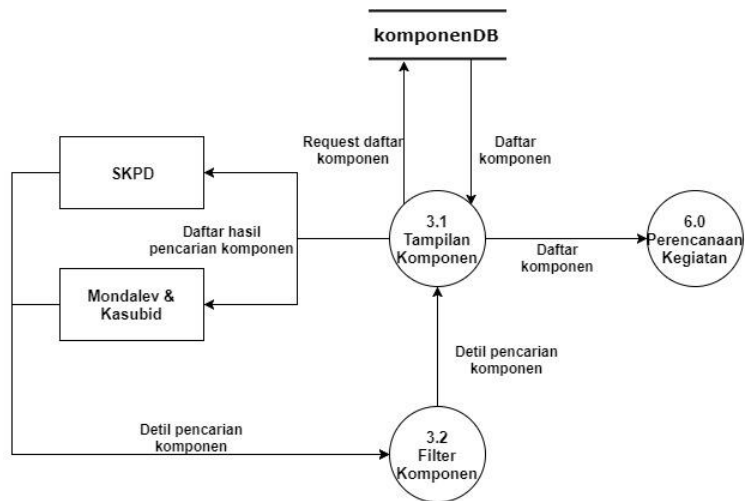 komponenDB
Request daftar
komponen
Daftar
komponen
SKPD
Daftar hasil
pencarian komponen
3.1
Tampilan
Komponen
Daftar
komponen
6.0
Perencanaan
Kegiatan
Mondalev &
Kasubid
Detil pencarian
komponen
Detil pencarian
komponen
3.2
Filter
Komponen